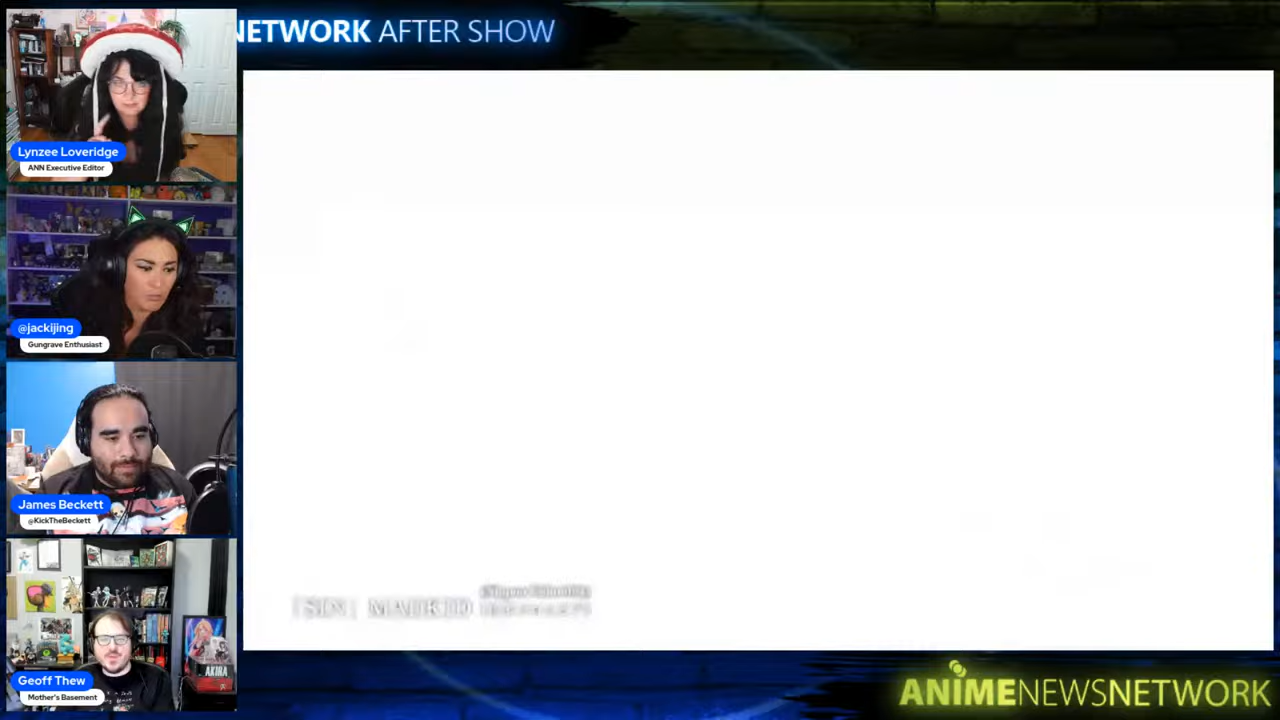 NETWORK AFTER SHOW
Lynzee Loveridge
ANN Executive Editor
@jackijing
Gungrave Enthusiast
James Beckett
@KickTheBeckett
Geoff Thew
Mother's Basement
AKIRA
ANIMENEWSNETWORK